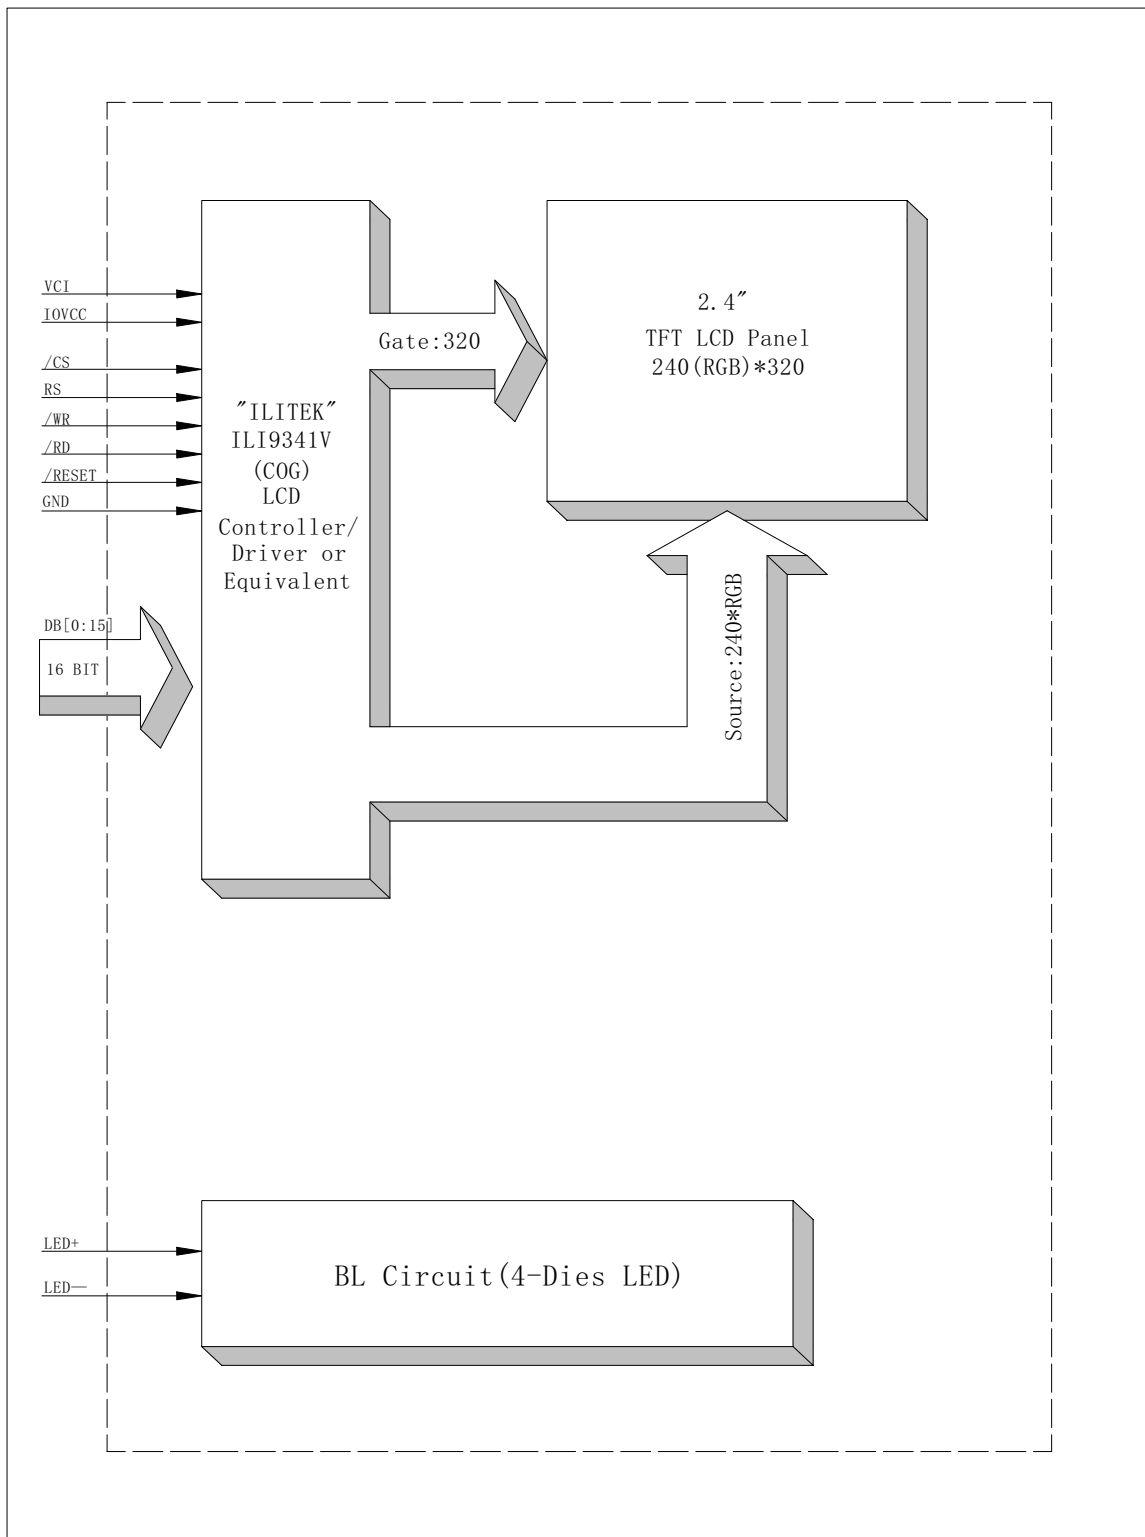 VCI
IOVCC
/CS
RS
/WR
/RD
/RESET
GND
DB[0:15]
16 BIT
"ILITEK"
ILI9341V
(COG)
LCD
Controller/
Driver or
Equivalent
Gate:320
2.4"
TFT LCD Panel
240(RGB)*320
Source:240*RGB
LED+
LED—
BL Circuit(4-Dies LED)